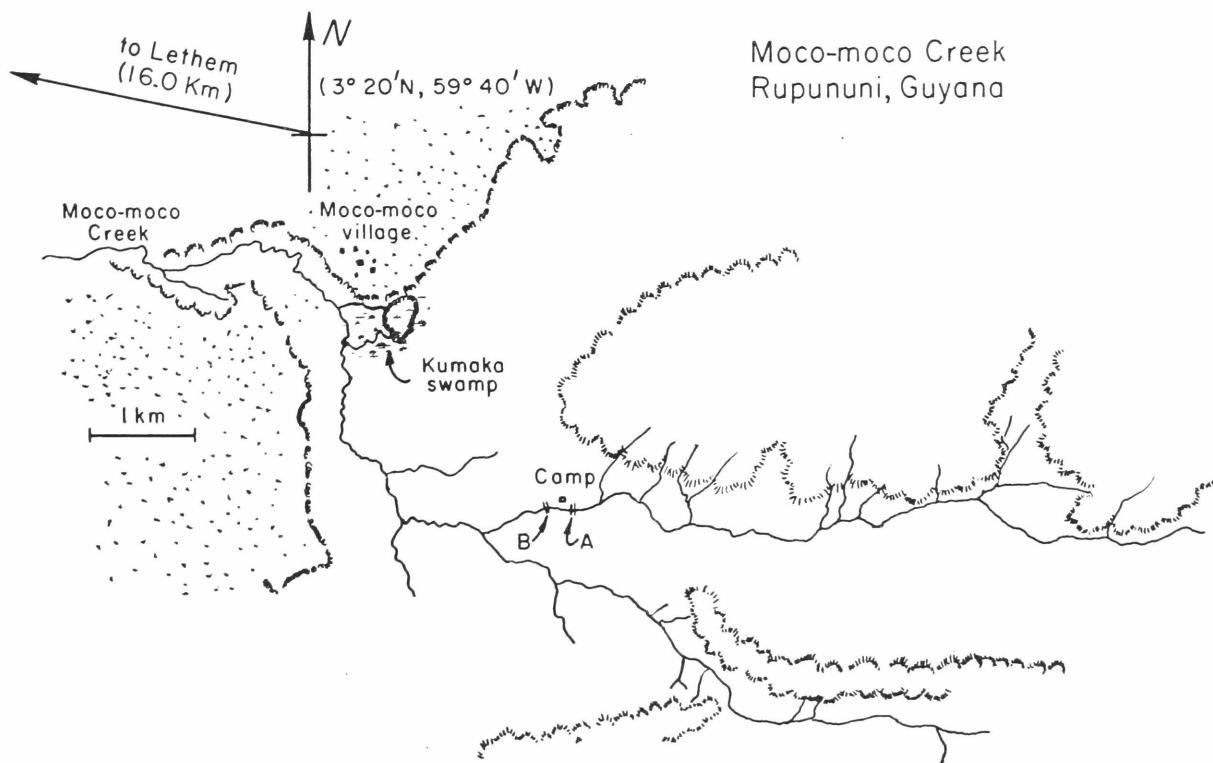 to Lethem
(16.0 Km)
N
(3° 20′N, 59° 40′ W)
Moco-moco Creek
Rupununi, Guyana
Moco-moco
Creek
Moco-moco
village
Kumaka
swamp
1 km
Camp
B
A